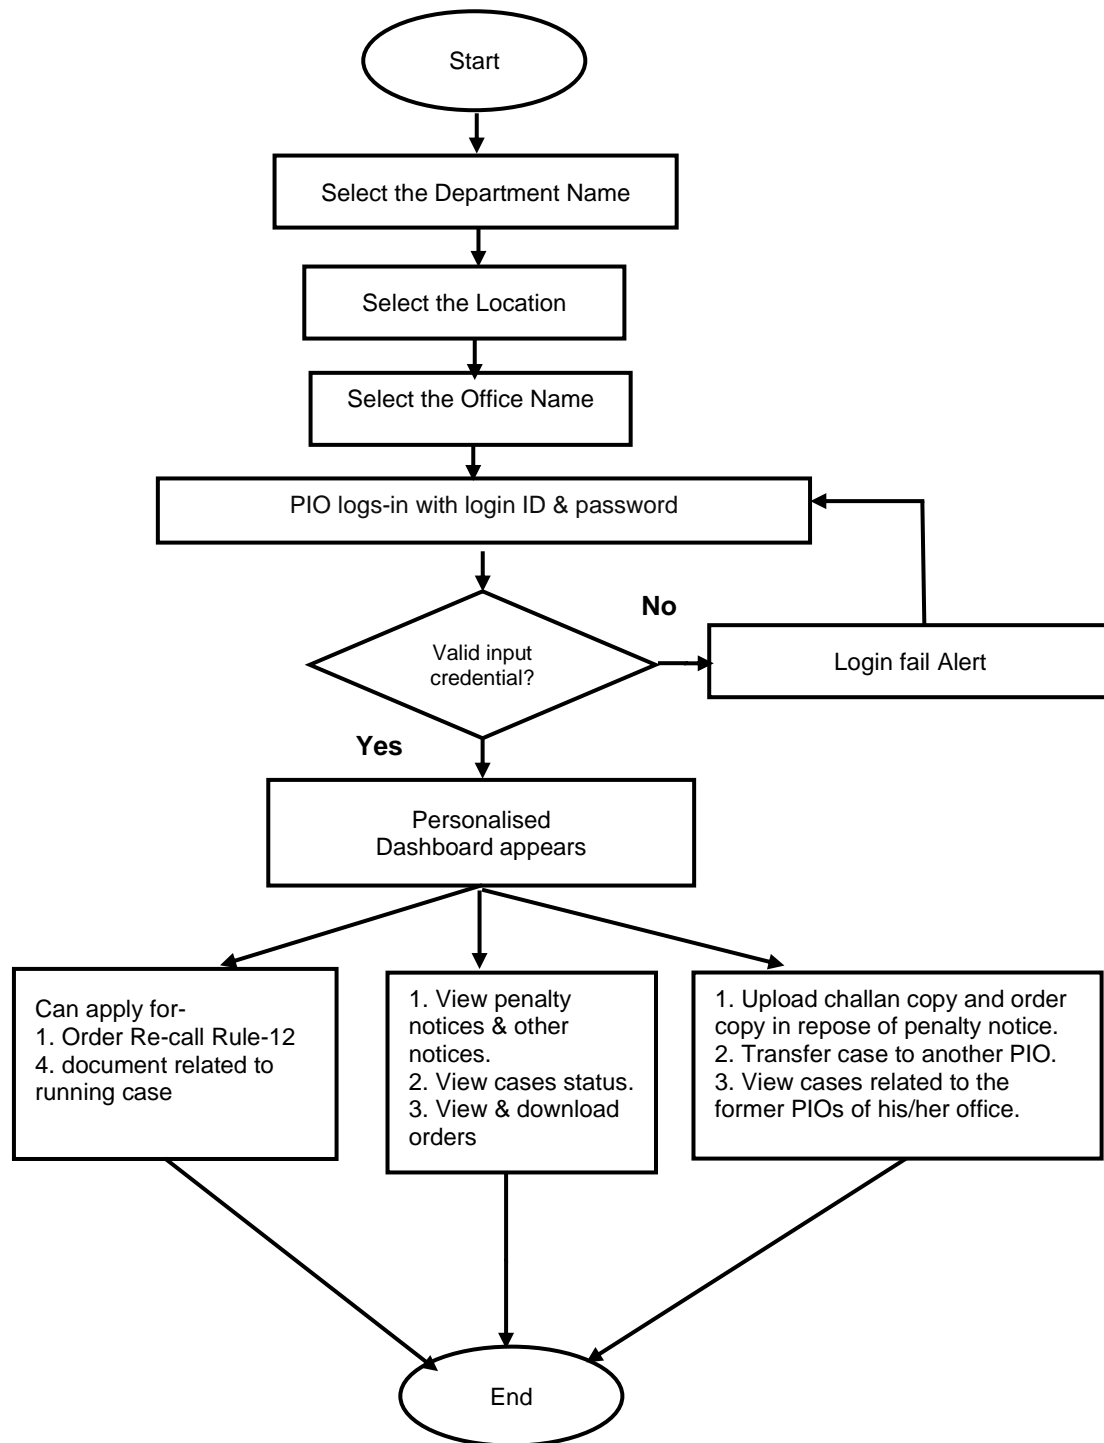 Start
Select the Department Name
Select the Location
Select the Office Name
PIO logs-in with login ID & password
No
Valid input
credential?
Login fail Alert
Yes
Personalised
Dashboard appears
Can apply for-
1. Order Re-call Rule-12
4. document related to
running case
1. View penalty
notices & other
notices.
2. View cases status.
3. View & download
orders
1. Upload challan copy and order
copy in repose of penalty notice.
2. Transfer case to another PIO.
3. View cases related to the
former PIOs of his/her office.
End